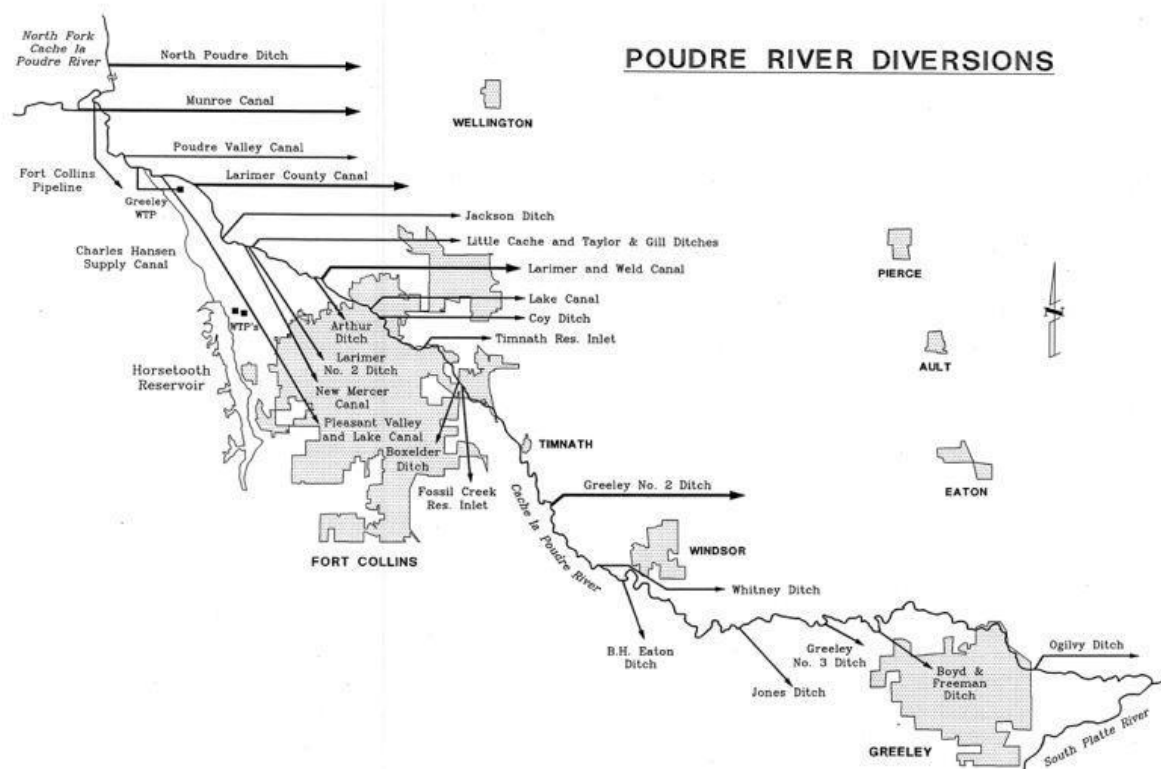 POUDRE RIVER DIVERSIONS
North Fork
Cache la
Poudre River
North Poudre Ditch
Munroe Canal
WELLINGTON
Poudre Valley Canal
Fort Collins
Pipeline
Larimer County Canal
Greeley
WTP
Jackson Ditch
Little Cache and Taylor & Gill Ditches
Charles Hansen
Supply Canal
Larimer and Weld Canal
PIERCE
Lake Canal
WTP's
Arthur
Ditch
Coy Ditch
Timnath Res. Inlet
N
Larimer
No. 2 Ditch
AULT
Horsetooth
Reservoir
New Mercer
Canal
Pleasant Valley
and Lake Canal
Boxelder
Ditch
TIMNATH
Fossil Creek
Res. Inlet
Greeley No. 2 Ditch
EATON
Cache la Poudre River
FORT COLLINS
WINDSOR
Whitney Ditch
B.H. Eaton
Ditch
Greeley
No. 3 Ditch
Ogilvy Ditch
Boyd &
Freeman
Ditch
Jones Ditch
South Platte River
GREELEY